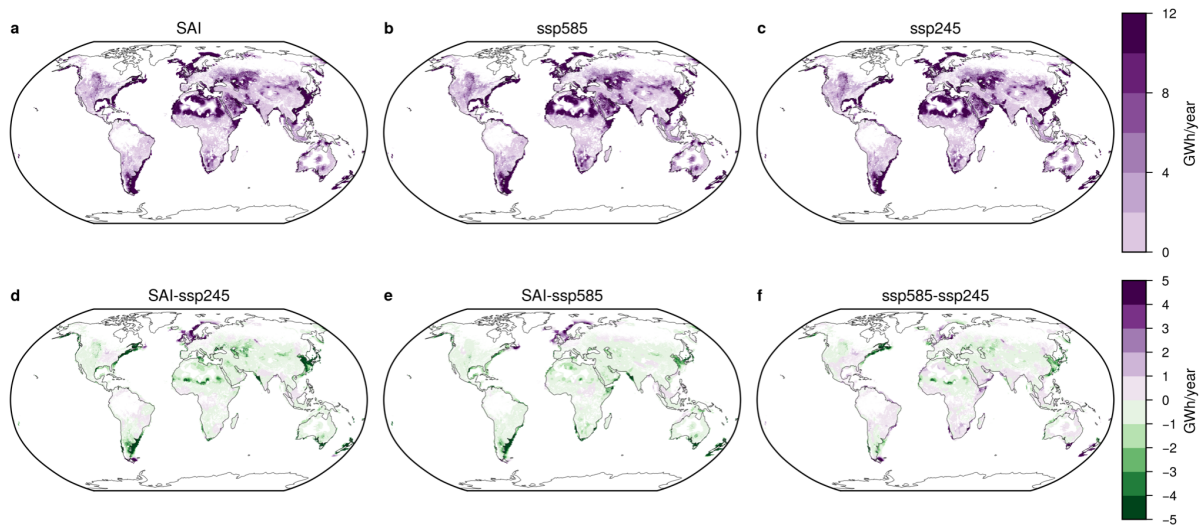 a SAI
b ssp585
c ssp245
12
8
4
0
GWh/year
d SAI-ssp245
e SAI-ssp585
f ssp585-ssp245
5
4
3
2
1
0
−1
−2
−3
−4
−5
GWh/year